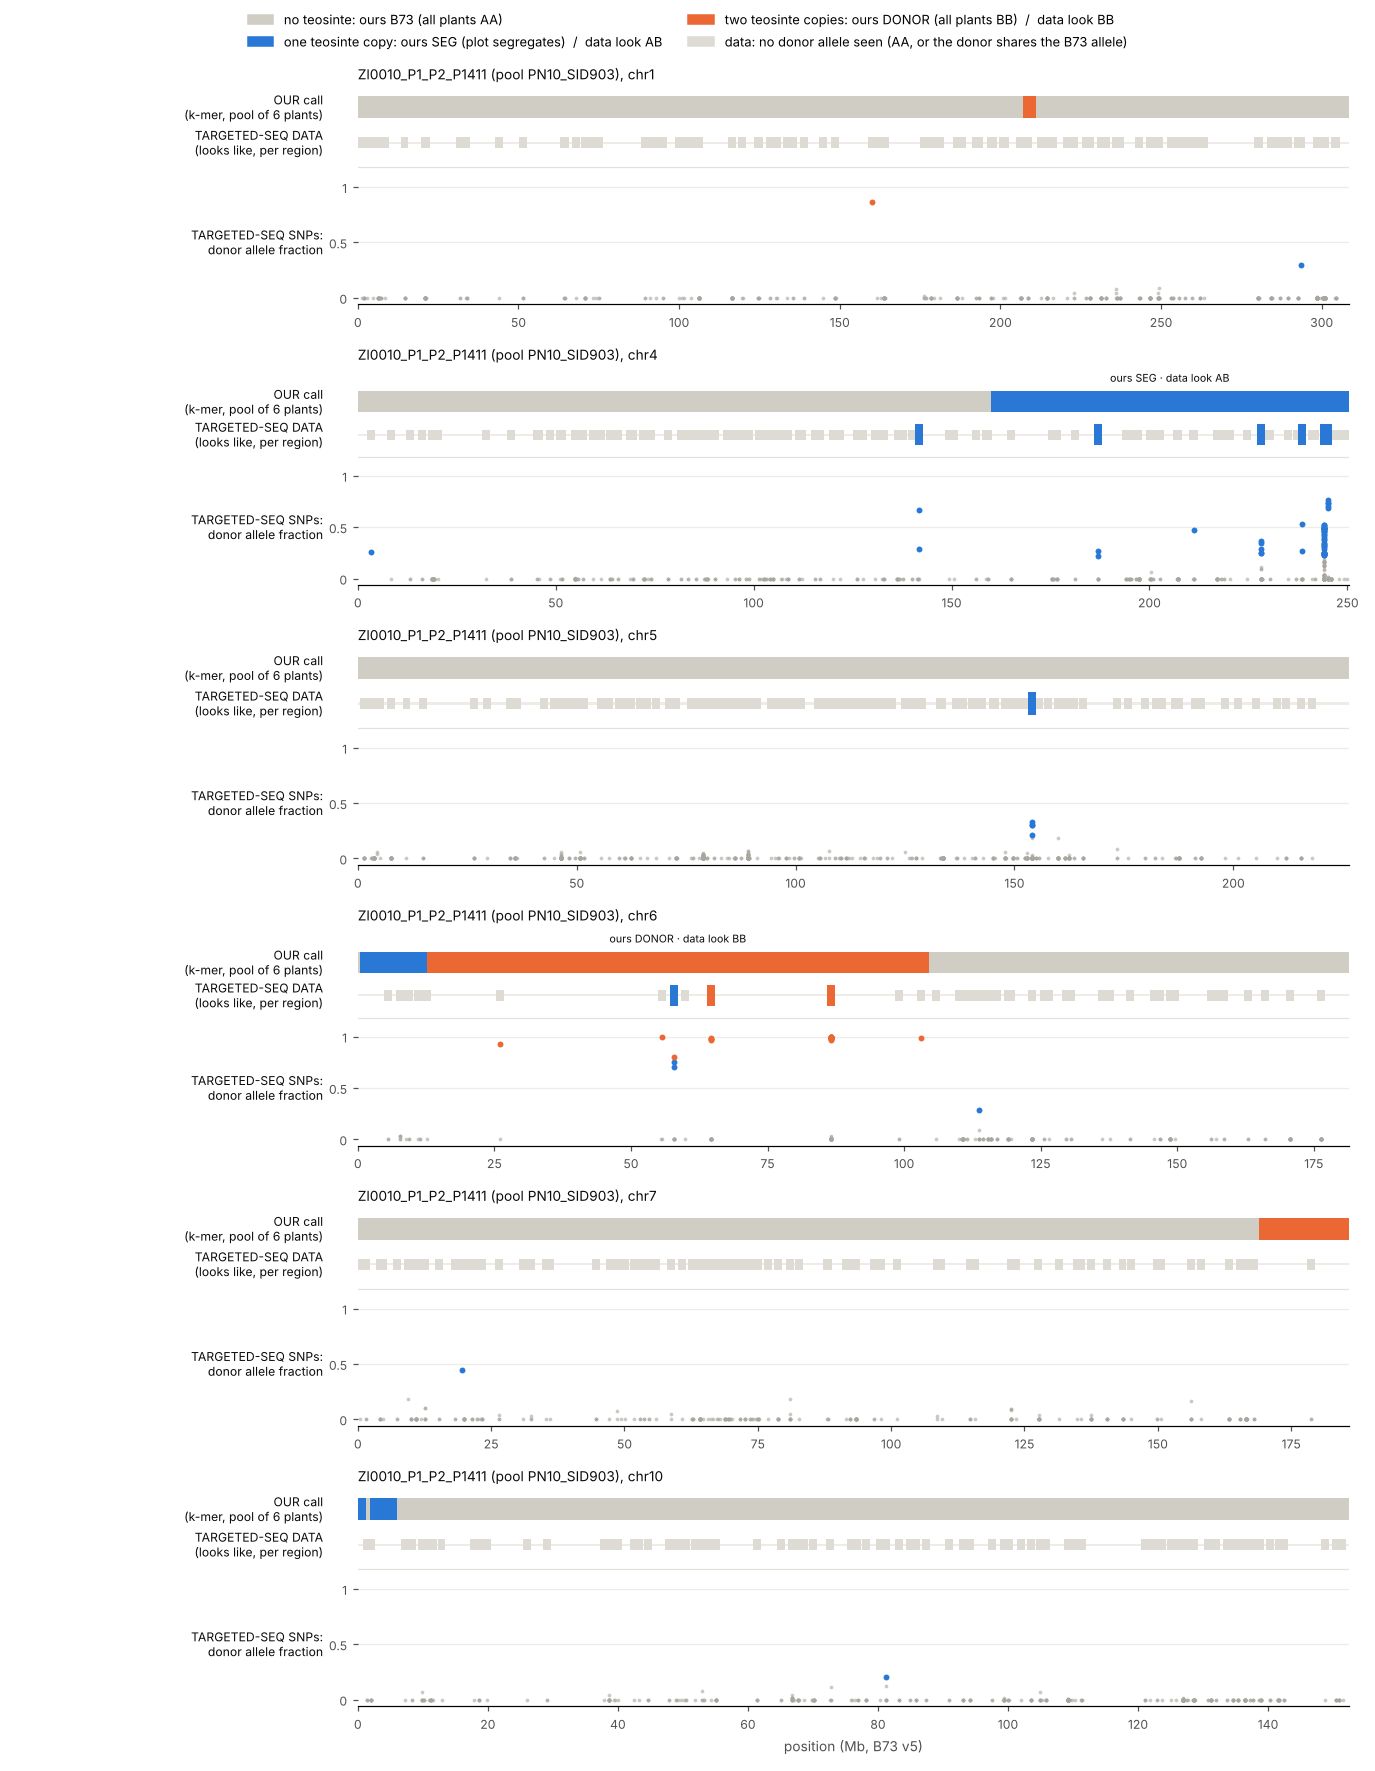 no teosinte: ours B73 (all plants AA)
two teosinte copies: ours DONOR (all plants BB)  /  data look BB
one teosinte copy: ours SEG (plot segregates)  /  data look AB
data: no donor allele seen (AA, or the donor shares the B73 allele)
ZI0010_P1_P2_P1411 (pool PN10_SID903), chr1
OUR call
(k-mer, pool of 6 plants)
TARGETED-SEQ DATA
(looks like, per region)
1
TARGETED-SEQ SNPs:
donor allele fraction
0.5
0
0 50 100 150 200 250 300
ZI0010_P1_P2_P1411 (pool PN10_SID903), chr4
ours SEG · data look AB
OUR call
(k-mer, pool of 6 plants)
TARGETED-SEQ DATA
(looks like, per region)
1
TARGETED-SEQ SNPs:
donor allele fraction
0.5
0
0 50 100 150 200 250
ZI0010_P1_P2_P1411 (pool PN10_SID903), chr5
OUR call
(k-mer, pool of 6 plants)
TARGETED-SEQ DATA
(looks like, per region)
1
TARGETED-SEQ SNPs:
donor allele fraction
0.5
0
0 50 100 150 200
ZI0010_P1_P2_P1411 (pool PN10_SID903), chr6
ours DONOR · data look BB
OUR call
(k-mer, pool of 6 plants)
TARGETED-SEQ DATA
(looks like, per region)
1
TARGETED-SEQ SNPs:
donor allele fraction
0.5
0
0 25 50 75 100 125 150 175
ZI0010_P1_P2_P1411 (pool PN10_SID903), chr7
OUR call
(k-mer, pool of 6 plants)
TARGETED-SEQ DATA
(looks like, per region)
1
TARGETED-SEQ SNPs:
donor allele fraction
0.5
0
0 25 50 75 100 125 150 175
ZI0010_P1_P2_P1411 (pool PN10_SID903), chr10
OUR call
(k-mer, pool of 6 plants)
TARGETED-SEQ DATA
(looks like, per region)
1
TARGETED-SEQ SNPs:
donor allele fraction
0.5
0
0 20 40 60 80 100 120 140
position (Mb, B73 v5)